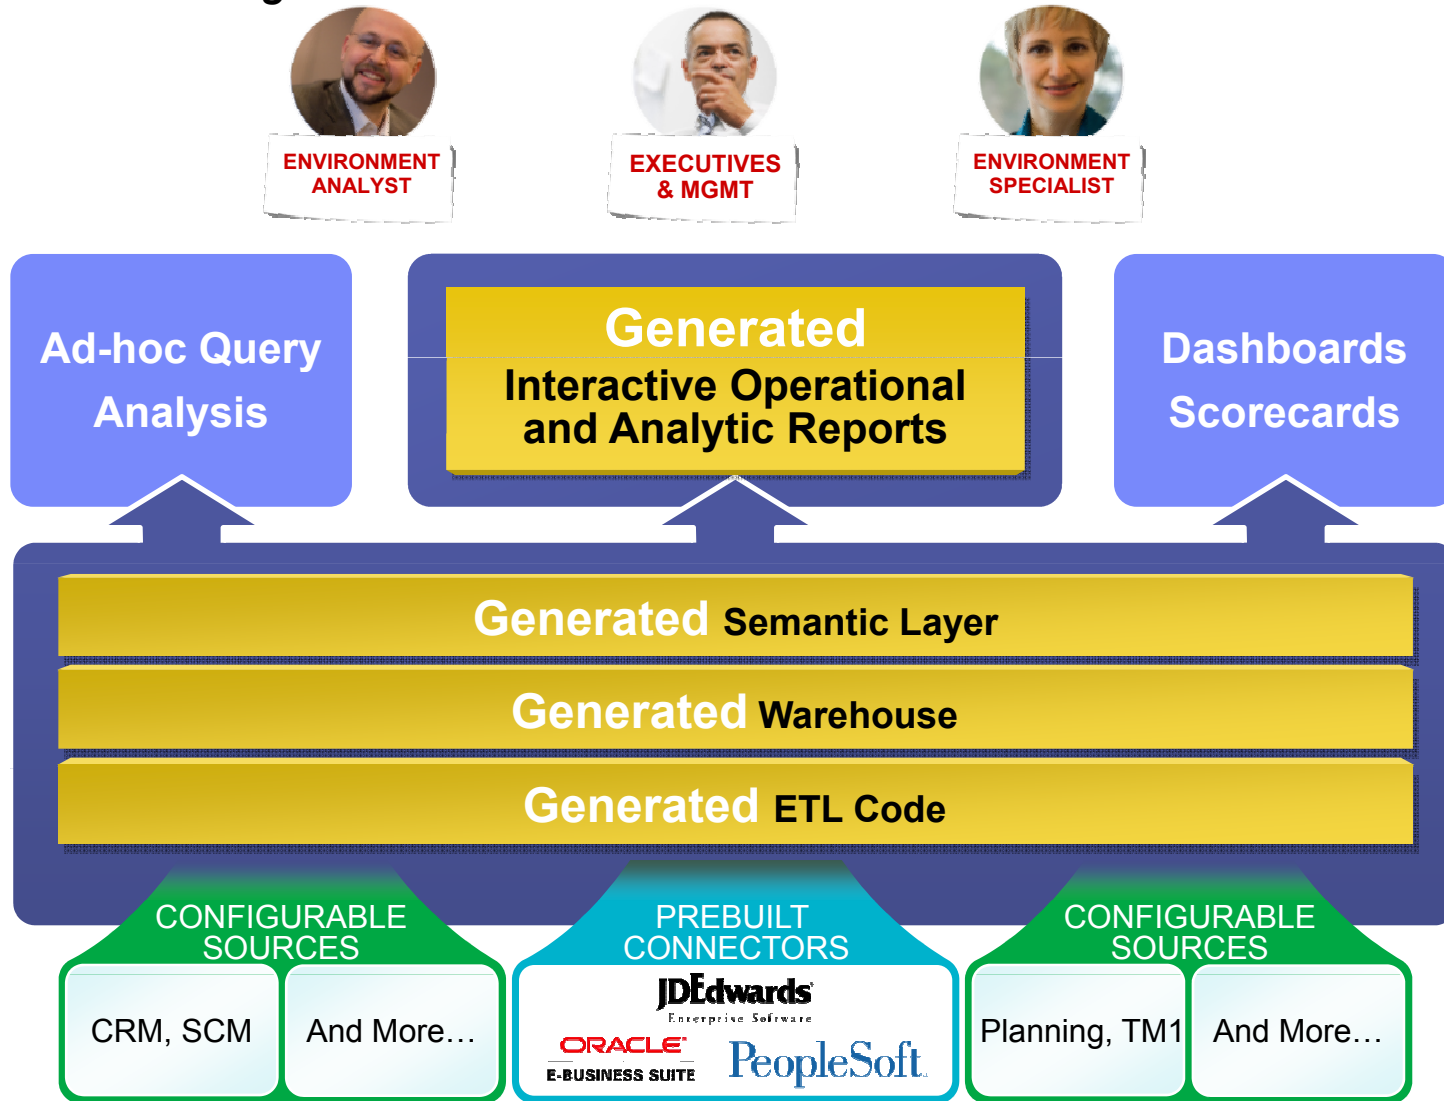 ENVIRONMENT
ANALYST
EXECUTIVES
& MGMT
ENVIRONMENT
SPECIALIST
Ad-hoc Query
Analysis
Generated
Interactive Operational
and Analytic Reports
Dashboards
Scorecards
Generated Semantic Layer
Generated Warehouse
Generated ETL Code
CONFIGURABLE
SOURCES
CRM, SCM
And More…
PREBUILT
CONNECTORS
JDEdwards
Enterprise Software
ORACLE
E-BUSINESS SUITE
PeopleSoft
CONFIGURABLE
SOURCES
Planning, TM1
And More…